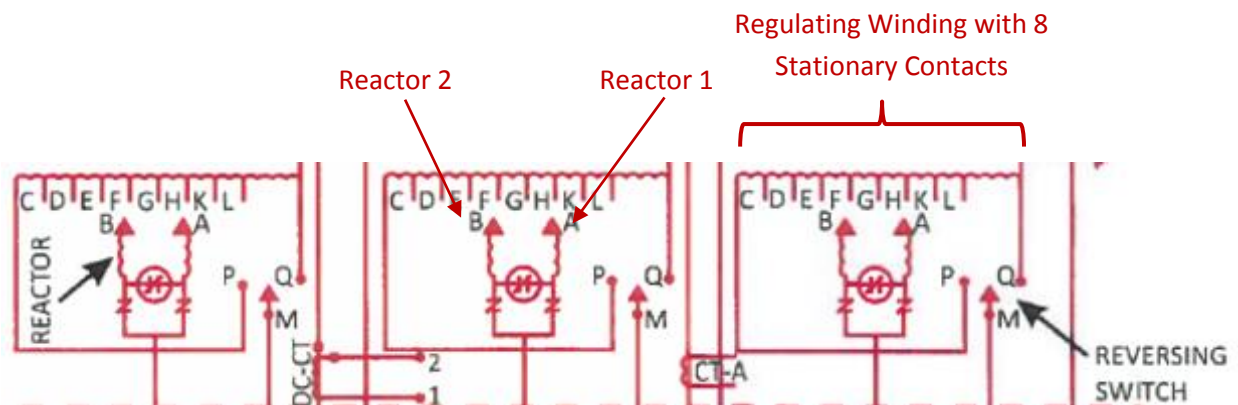 Regulating Winding with 8
Stationary Contacts
Reactor 2
Reactor 1
C D E F G H K L
B A
P Q
M
REACTOR
C D E F G H K L
B A
P Q
M
DC-CT
2
1
C D E F G H K L
B A
P Q
M
CT-A
REVERSING
SWITCH